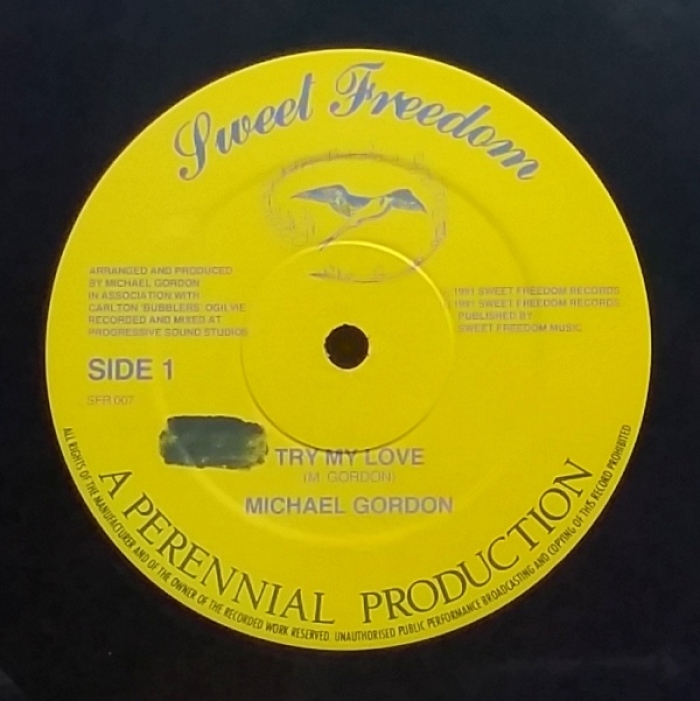 Sweet Freedom
ARRANGED AND PRODUCED
BY MICHAEL GORDON
IN ASSOCIATION WITH
CARLTON 'BUBBLERS' OGILVIE
RECORDED AND MIXED AT
PROGRESSIVE SOUND STUDIOS
1991 SWEET FREEDOM RECORDS
1991 SWEET FREEDOM RECORDS
PUBLISHED BY
SWEET FREEDOM MUSIC
SIDE 1
SFR 007
TRY MY LOVE
(M. GORDON)
MICHAEL GORDON
A PERENNIAL PRODUCTION
ALL RIGHTS OF THE MANUFACTURER AND OF THE OWNER OF THE RECORDED WORK RESERVED. UNAUTHORISED PUBLIC PERFORMANCE BROADCASTING AND COPYING OF THIS RECORD PROHIBITED